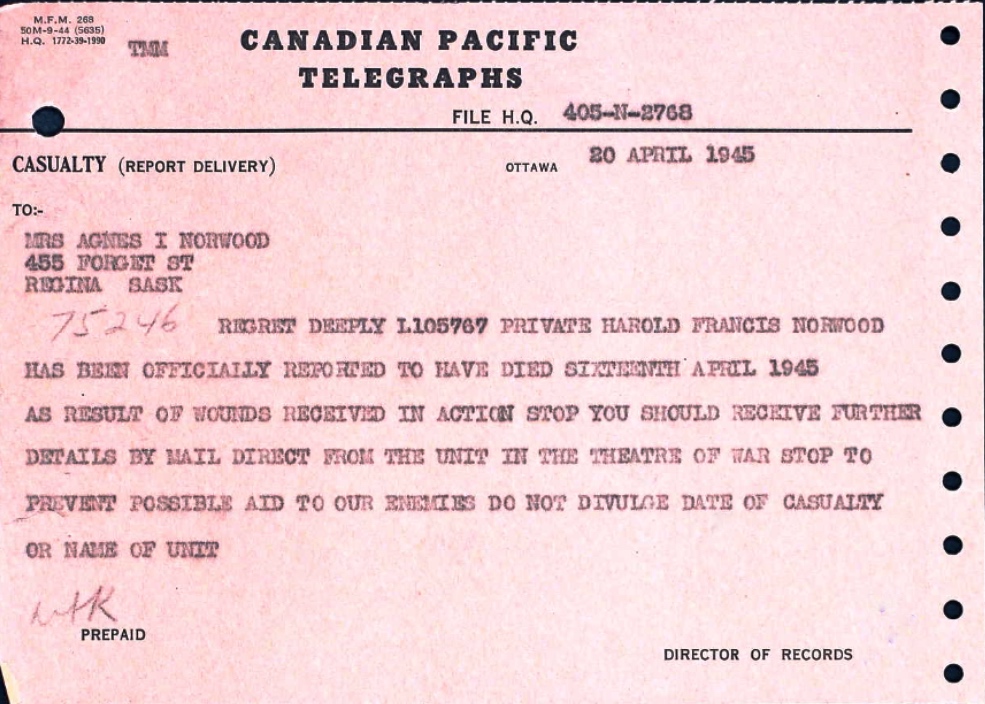 M.F.M. 268
50M-9-44 (5635)
H.Q. 1772-39-1990
TMM
CANADIAN PACIFIC
TELEGRAPHS
FILE H.Q. 405-N-2768
CASUALTY (REPORT DELIVERY)
OTTAWA 20 APRIL 1945
TO:-
MRS AGNES I NORWOOD
455 FORGET ST
REGINA SASK
75246
REGRET DEEPLY L105767 PRIVATE HAROLD FRANCIS NORWOOD
HAS BEEN OFFICIALLY REPORTED TO HAVE DIED SIXTEENTH APRIL 1945
AS RESULT OF WOUNDS RECEIVED IN ACTION STOP YOU SHOULD RECEIVE FURTHER
DETAILS BY MAIL DIRECT FROM THE UNIT IN THE THEATRE OF WAR STOP TO
PREVENT POSSIBLE AID TO OUR ENEMIES DO NOT DIVULGE DATE OF CASUALTY
OR NAME OF UNIT
PREPAID
DIRECTOR OF RECORDS